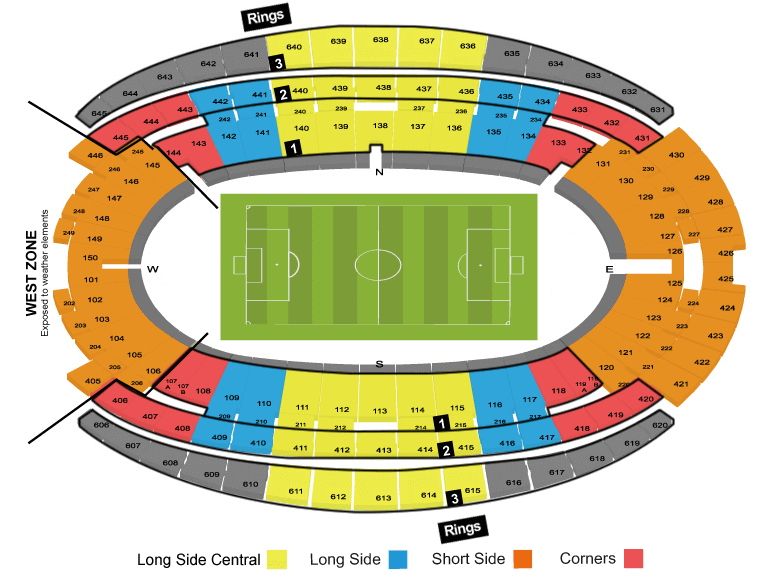 Rings
640 639 638 637 636
641 635
642 634
643 633
644 632
645 631
3
2 440 439 438 437 436
442 441 435 434
443 433
444 432
445 431
240 239 237 236
242 241 235 234
1
140 139 138 137 136
142 141 135 134
143 133
144 132
446 246 245 145
146
247 147
248 148
249 149
150
101
202 102
203 103
204 104
205 105
405 206 106
131 231 430
130 230 429
129 229 428
128 228 427
127 227
126 426
125 425
124 224 424
123 223 423
122 422
121 221 421
120 220
N
W E
S
WEST ZONE
Exposed to weather elements
107 A 107 B 108
109 110
111 112 113 114 115
116 117
118 119 A 119 B
209 210 211 212 214 215 216 217
1
406 407 408
409 410
411 412 413 414 2 415
416 417
418 419 420
606 607 608 609 610
611 612 613 614 3 615
616 617 618 619 620
Rings
Long Side Central Long Side Short Side Corners